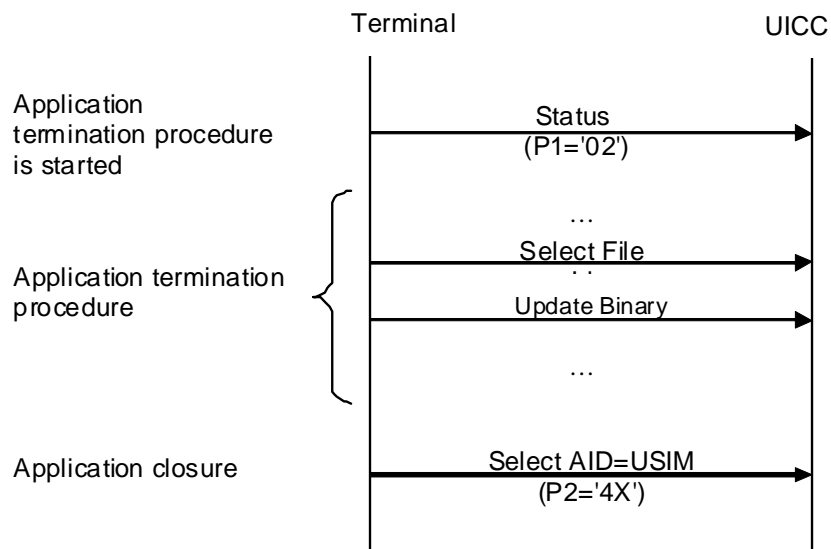 Terminal
UICC
Application
termination procedure
is started
Status
(P1='02')
...
Select File
. .
Application termination
procedure
Update Binary
...
Application closure
Select AID=USIM
(P2='4X')